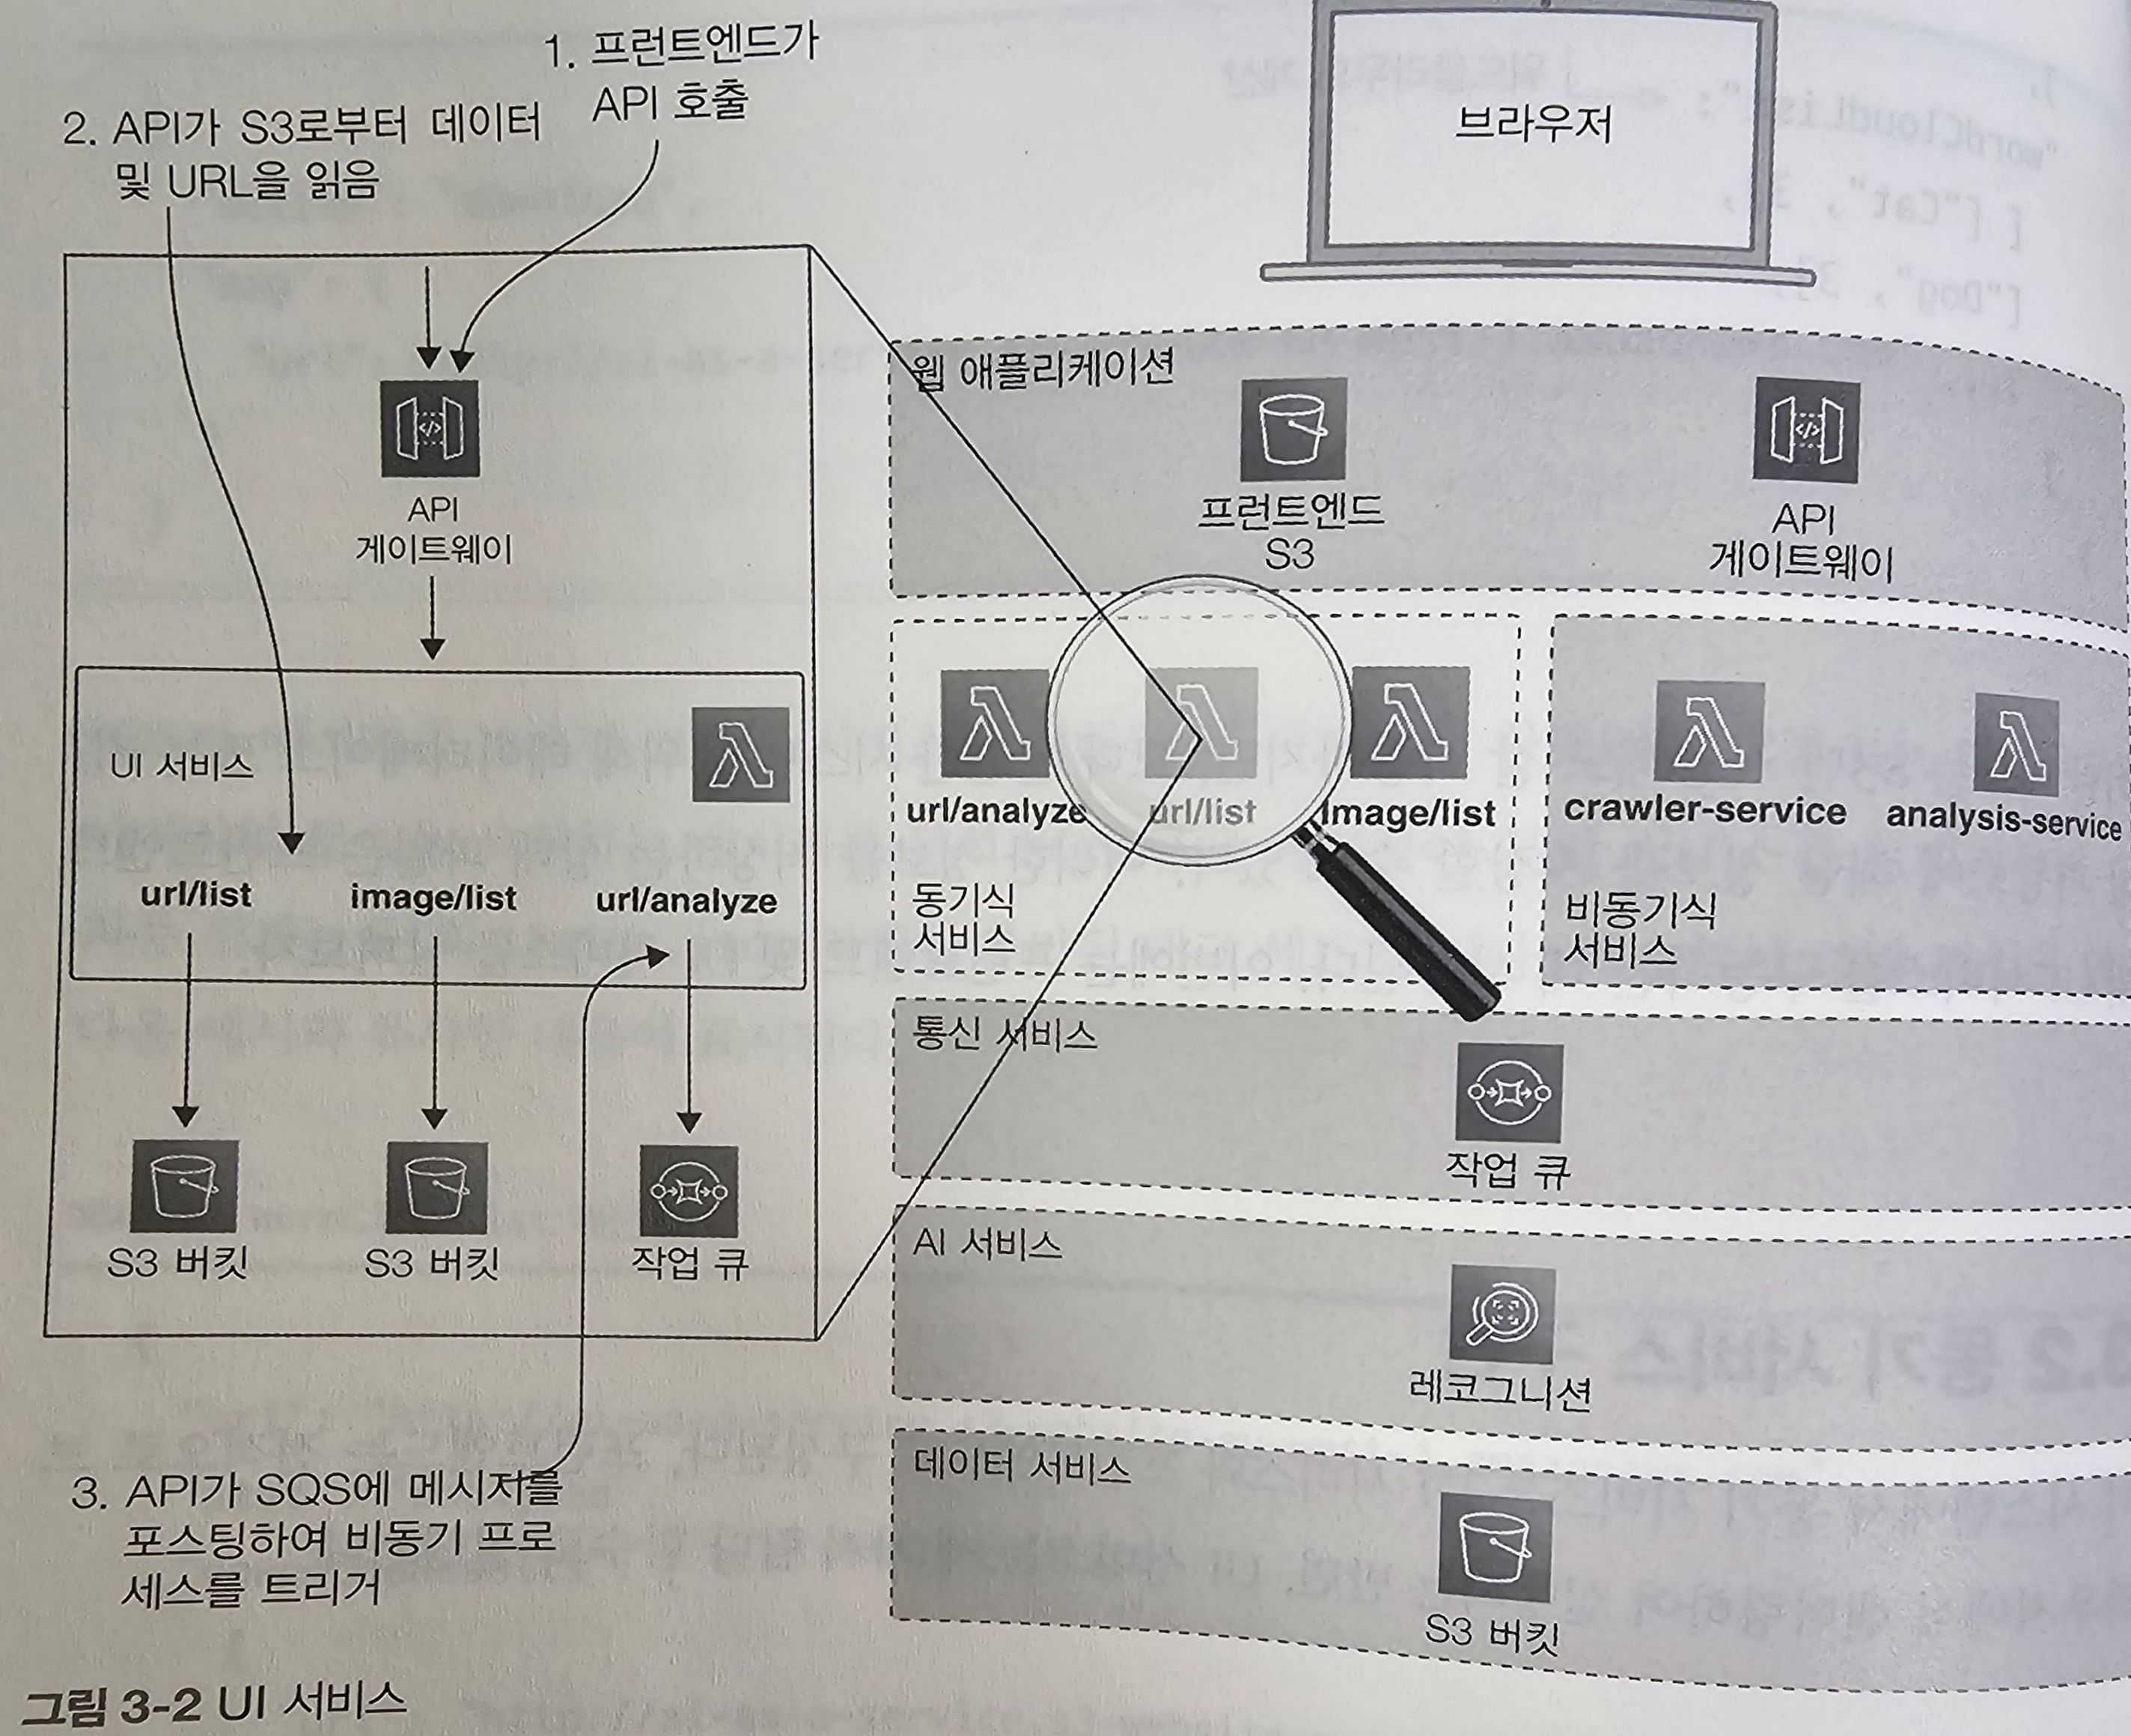 1. 프런트엔드가
API 호출
2. API가 S3로부터 데이터
및 URL을 읽음
API
게이트웨이
UI 서비스
url/list
image/list
url/analyze
S3 버킷
S3 버킷
작업 큐
3. API가 SQS에 메시지를
포스팅하여 비동기 프로
세스를 트리거
브라우저
웹 애플리케이션
프런트엔드
S3
API
게이트웨이
url/analyze
url/list
image/list
동기식
서비스
crawler-service
analysis-service
비동기식
서비스
통신 서비스
작업 큐
AI 서비스
레코그니션
데이터 서비스
S3 버킷
그림 3-2 UI 서비스